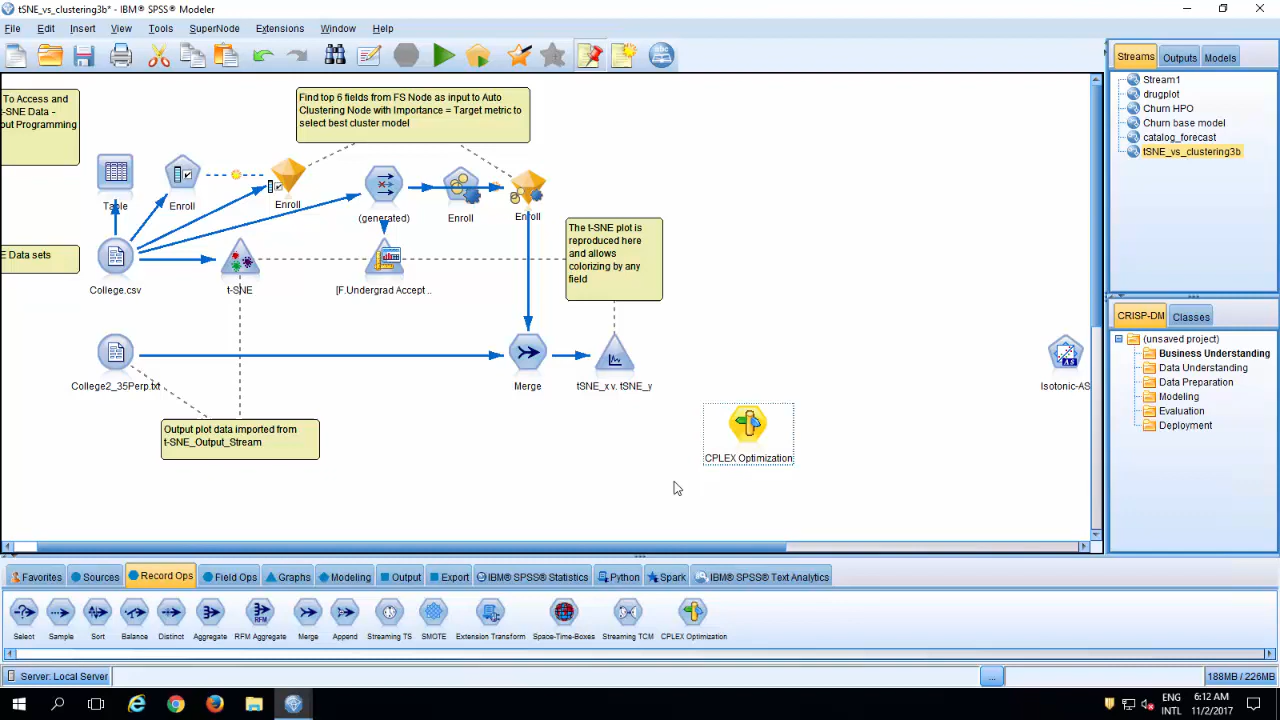 tSNE_vs_clustering3b* - IBM® SPSS® Modeler
File Edit Insert View Tools SuperNode Extensions Window Help
To Access and
t-SNE Data -
out Programming
Find top 6 fields from FS Node as input to Auto
Clustering Node with Importance = Target metric to
select best cluster model
Table
Enroll
Enroll
(generated)
Enroll
Enroll
E Data sets
College.csv
t-SNE
[F.Undergrad Accept ..
The t-SNE plot is
reproduced here
and allows
colorizing by any
field
College2_35Perp.txt
Merge
tSNE_x v. tSNE_y
Isotonic-AS
Output plot data imported from
t-SNE_Output_Stream
CPLEX Optimization
Streams Outputs Models
Stream1
drugplot
Churn HPO
Churn base model
catalog_forecast
tSNE_vs_clustering3b
CRISP-DM Classes
(unsaved project)
Business Understanding
Data Understanding
Data Preparation
Modeling
Evaluation
Deployment
Favorites Sources Record Ops Field Ops Graphs Modeling Output Export IBM® SPSS® Statistics Python Spark IBM® SPSS® Text Analytics
Select Sample Sort Balance Distinct Aggregate RFM Aggregate Merge Append Streaming TS SMOTE Extension Transform Space-Time-Boxes Streaming TCM CPLEX Optimization
Server: Local Server
...
188MB / 226MB
ENG
INTL
6:12 AM
11/2/2017